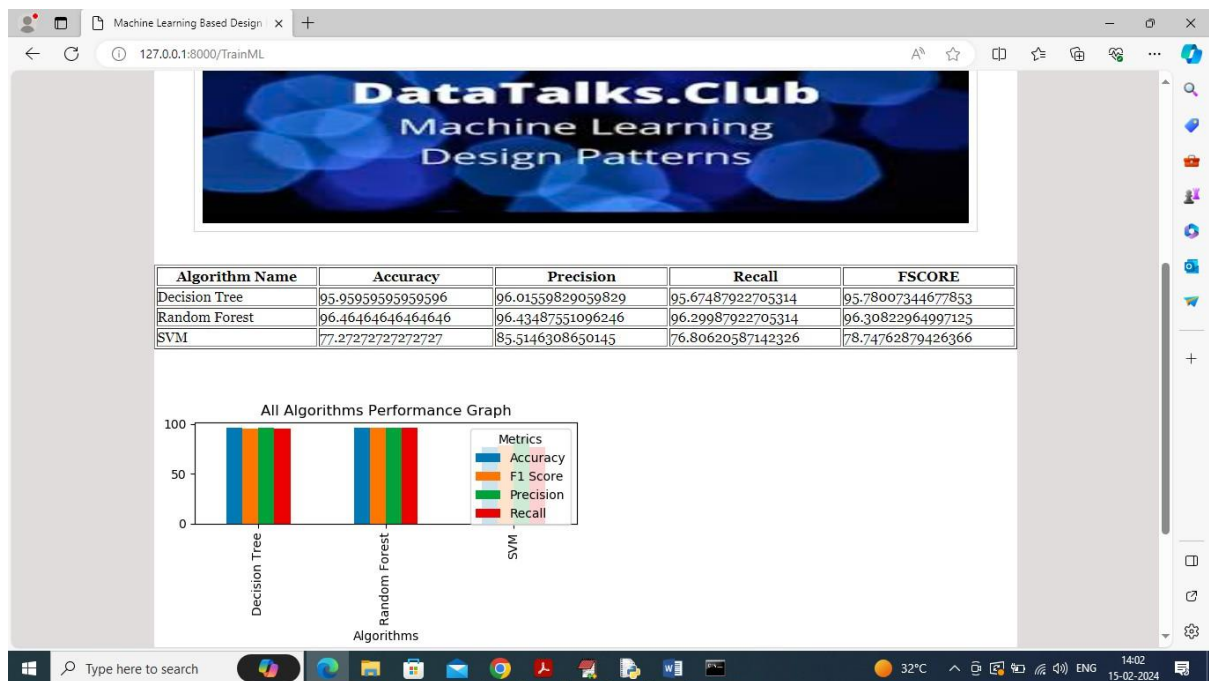 Machine Learning Based Design
127.0.0.1:8000/TrainML
DataTalks.Club
Machine Learning
Design Patterns
Algorithm Name Accuracy Precision Recall FSCORE
Decision Tree 95.95959595959596 96.01559829059829 95.67487922705314 95.78007344677853
Random Forest 96.46464646464646 96.43487551096246 96.29987922705314 96.30822964997125
SVM 77.27272727272727 85.5146308650145 76.80620587142326 78.74762879426366
All Algorithms Performance Graph
100
50
0
Metrics
Accuracy
F1 Score
Precision
Recall
Decision Tree
Random Forest
SVM
Algorithms
Type here to search
32°C
ENG
14:02
15-02-2024